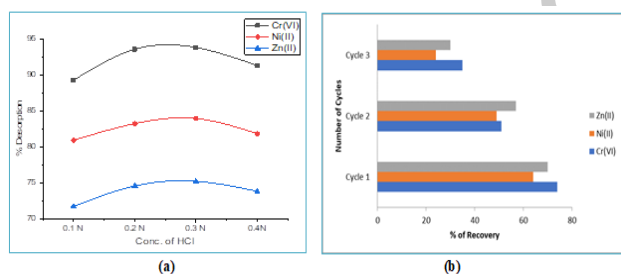 Cr(VI)
Ni(II)
Zn(II)
95
90
85
80
75
70
% Desorption
0.1 N
0.2 N
0.3 N
0.4N
Conc. of HCl
(a)
Number of Cycles
Cycle 3
Cycle 2
Cycle 1
Zn(II)
Ni(II)
Cr(VI)
0 20 40 60 80
% of Recovery
(b)